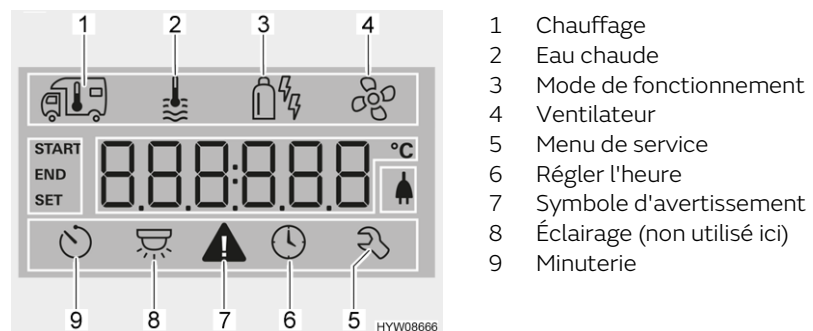 1 2 3 4
START
END
SET
888:888
°C
9 8 7 6 5
HYW08666
1 Chauffage
2 Eau chaude
3 Mode de fonctionnement
4 Ventilateur
5 Menu de service
6 Régler l'heure
7 Symbole d'avertissement
8 Éclairage (non utilisé ici)
9 Minuterie